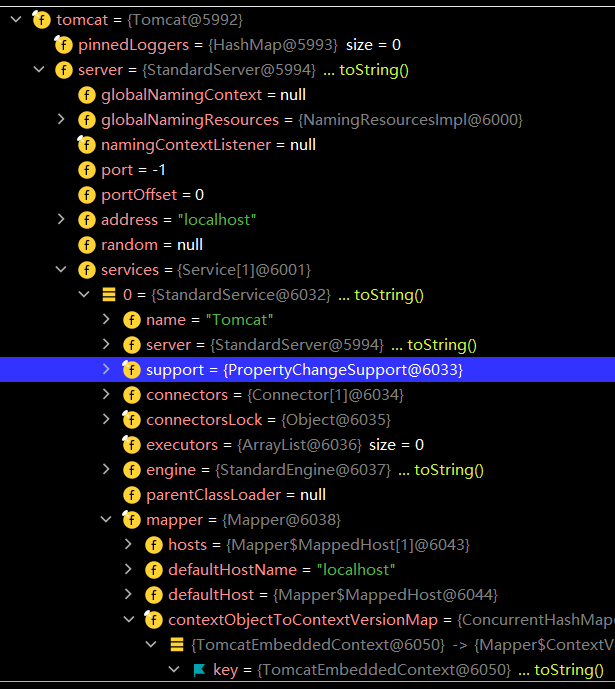 tomcat = {Tomcat@5992}
pinnedLoggers = {HashMap@5993} size = 0
server = {StandardServer@5994} ... toString()
globalNamingContext = null
globalNamingResources = {NamingResourcesImpl@6000}
namingContextListener = null
port = -1
portOffset = 0
address = "localhost"
random = null
services = {Service[1]@6001}
0 = {StandardService@6032} ... toString()
name = "Tomcat"
server = {StandardServer@5994} ... toString()
support = {PropertyChangeSupport@6033}
connectors = {Connector[1]@6034}
connectorsLock = {Object@6035}
executors = {ArrayList@6036} size = 0
engine = {StandardEngine@6037} ... toString()
parentClassLoader = null
mapper = {Mapper@6038}
hosts = {Mapper$MappedHost[1]@6043}
defaultHostName = "localhost"
defaultHost = {Mapper$MappedHost@6044}
contextObjectToContextVersionMap = {ConcurrentHashMap
{TomcatEmbeddedContext@6050} -> {Mapper$ContextV
key = {TomcatEmbeddedContext@6050} ... toString()